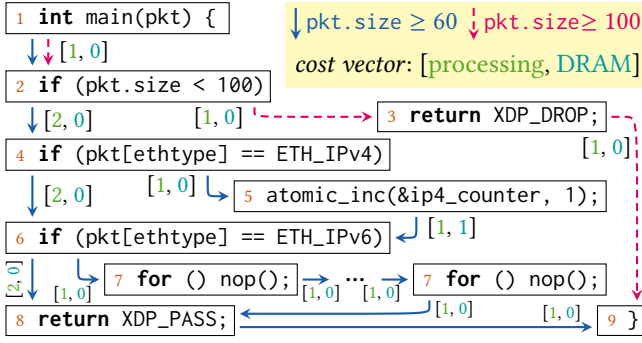 1 int main(pkt) {
pkt.size ≥ 60 pkt.size≥ 100
[1, 0]
cost vector: [processing, DRAM]
2 if (pkt.size < 100)
[2, 0] [1, 0] 3 return XDP_DROP;
4 if (pkt[ethtype] == ETH_IPv4) [1, 0]
[2, 0] [1, 0] 5 atomic_inc(&ip4_counter, 1);
6 if (pkt[ethtype] == ETH_IPv6) [1, 1]
[2, 0] [1, 0] 7 for () nop(); [1, 0] ... [1, 0] 7 for () nop();
8 return XDP_PASS; [1, 0] [1, 0] 9 }